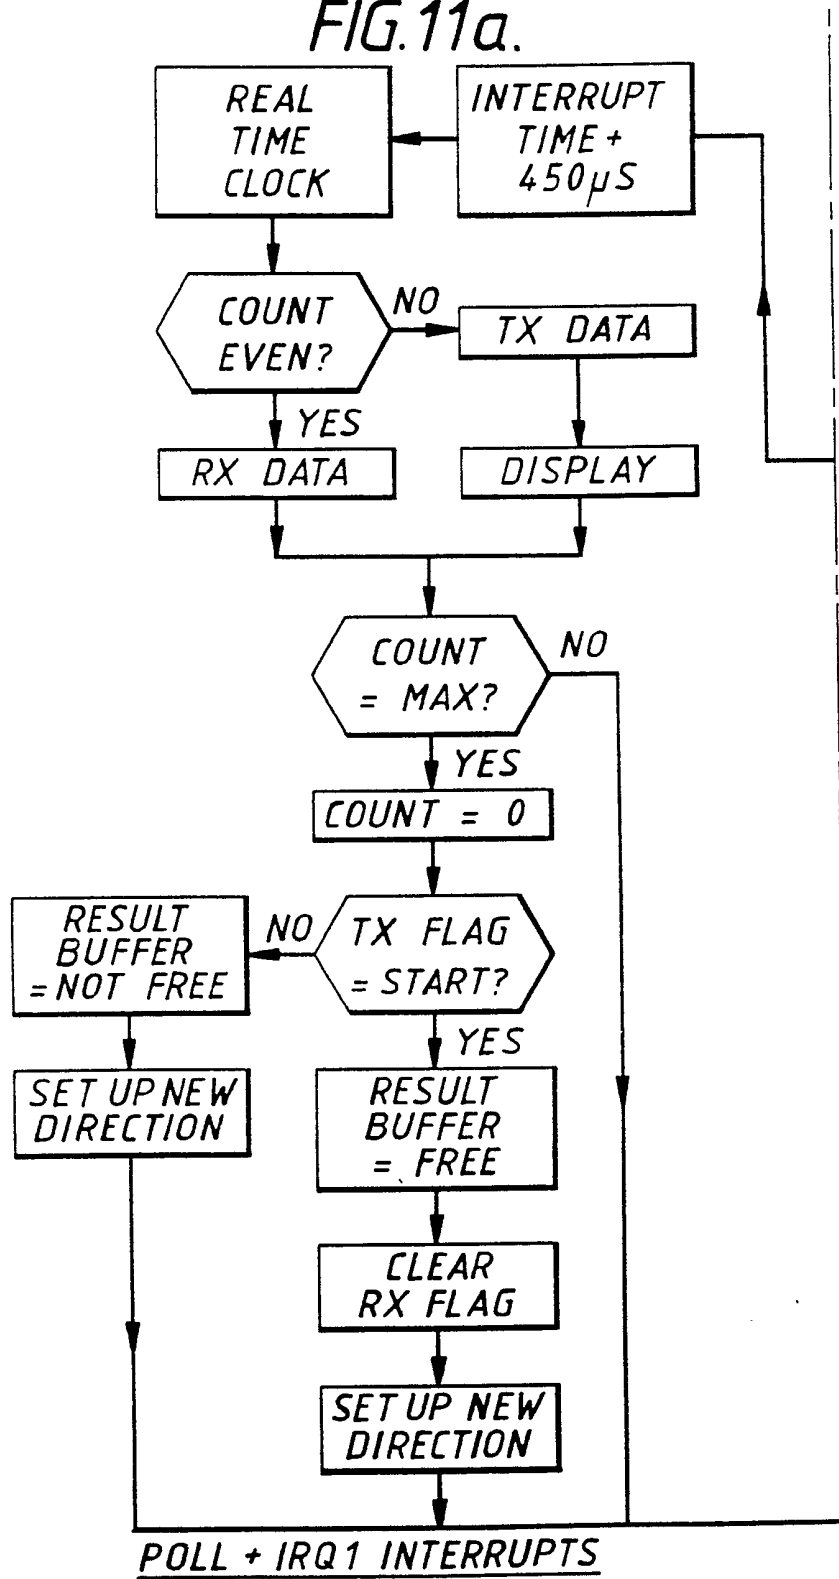 FIG.11a.
REAL
TIME
CLOCK
INTERRUPT
TIME +
450µS
COUNT
EVEN?
NO
TX DATA
YES
RX DATA
DISPLAY
COUNT
= MAX?
NO
YES
COUNT = 0
TX FLAG
= START?
NO
RESULT
BUFFER
= NOT FREE
YES
SET UP NEW
DIRECTION
RESULT
BUFFER
= FREE
CLEAR
RX FLAG
SET UP NEW
DIRECTION
POLL + IRQ1 INTERRUPTS